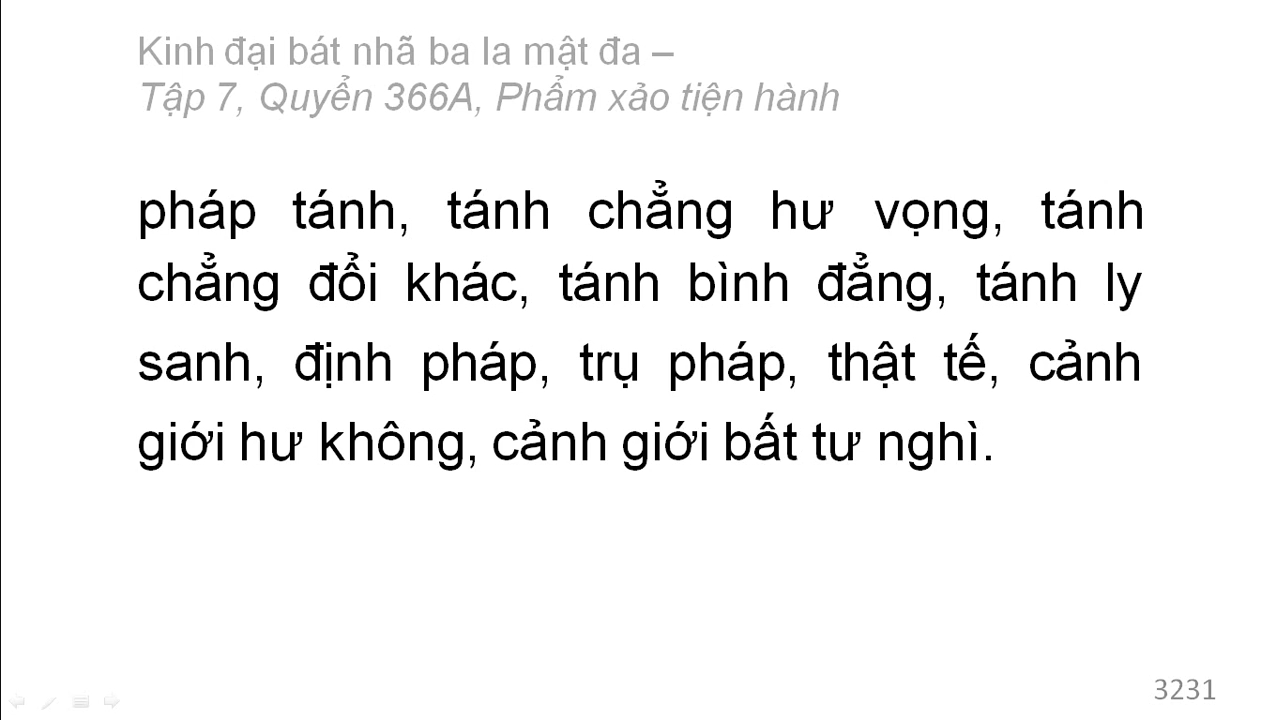 Kinh đại bát nhã ba la mật đa –
Tập 7, Quyển 366A, Phẩm xảo tiện hành
pháp tánh, tánh chẳng hư vọng, tánh
chẳng đổi khác, tánh bình đẳng, tánh ly
sanh, định pháp, trụ pháp, thật tế, cảnh
giới hư không, cảnh giới bất tư nghì.
3231